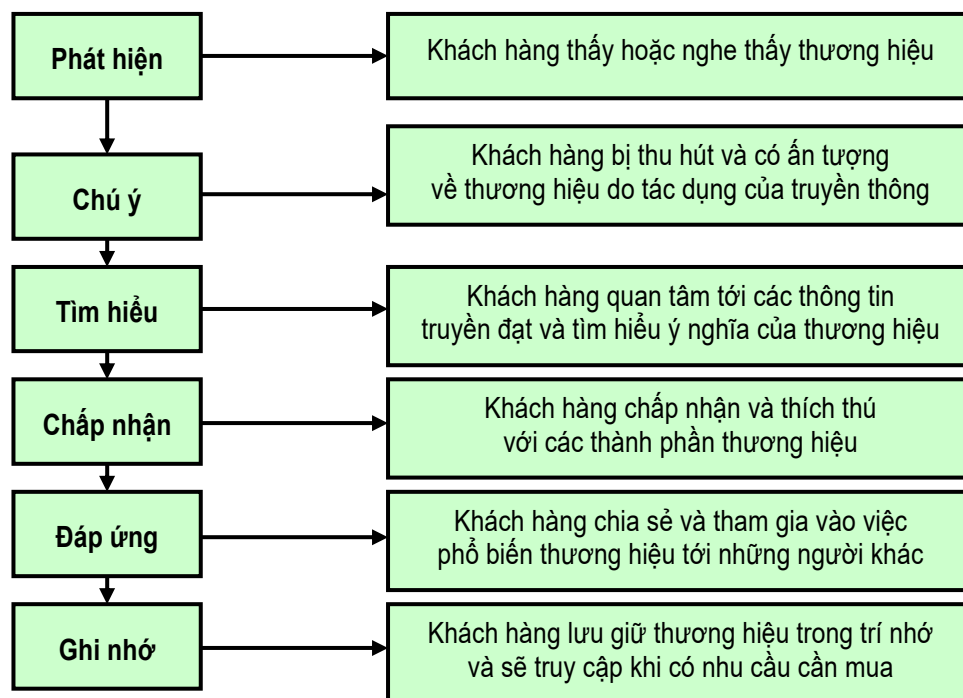 Phát hiện
Khách hàng thấy hoặc nghe thấy thương hiệu
Chú ý
Khách hàng bị thu hút và có ấn tượng
về thương hiệu do tác dụng của truyền thông
Tìm hiểu
Khách hàng quan tâm tới các thông tin
truyền đạt và tìm hiểu ý nghĩa của thương hiệu
Chấp nhận
Khách hàng chấp nhận và thích thú
với các thành phần thương hiệu
Đáp ứng
Khách hàng chia sẻ và tham gia vào việc
phổ biến thương hiệu tới những người khác
Ghi nhớ
Khách hàng lưu giữ thương hiệu trong trí nhớ
và sẽ truy cập khi có nhu cầu cần mua